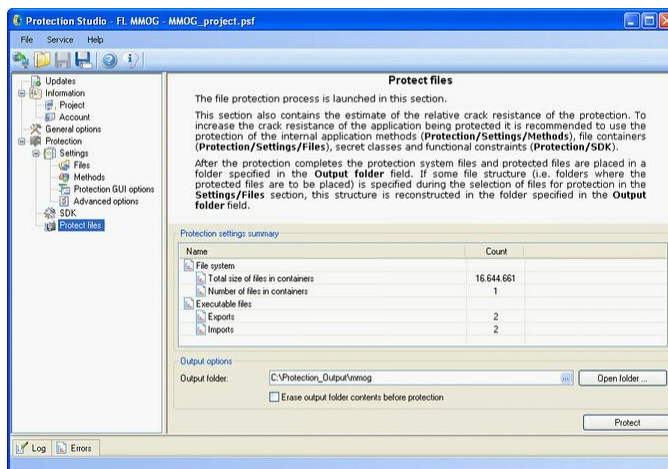 Protection Studio - FL MMOG - MMOG_project.psf
File Service Help
Updates
Information
Project
Account
General options
Protection
Settings
Files
Methods
Protection GUI options
Advanced options
SDK
Protect files
Protect files
The file protection process is launched in this section.
This section also contains the estimate of the relative crack resistance of the protection. To
increase the crack resistance of the application being protected it is recommended to use the
protection of the internal application methods (Protection/Settings/Methods), file containers
(Protection/Settings/Files), secret classes and functional constraints (Protection/SDK).
After the protection completes the protection system files and protected files are placed in a
folder specified in the Output folder field. If some file structure (i.e. folders where the
protected files are to be placed) is specified during the selection of files for protection in the
Settings/Files section, this structure is reconstructed in the folder specified in the Output
folder field.
Protection settings summary
Name Count
File system
Total size of files in containers 16.644.661
Number of files in containers 1
Executable files
Exports 2
Imports 2
Output options
Output folder: C:\Protection_Output\mmog ... Open folder ...
Erase output folder contents before protection
Protect
Log Errors